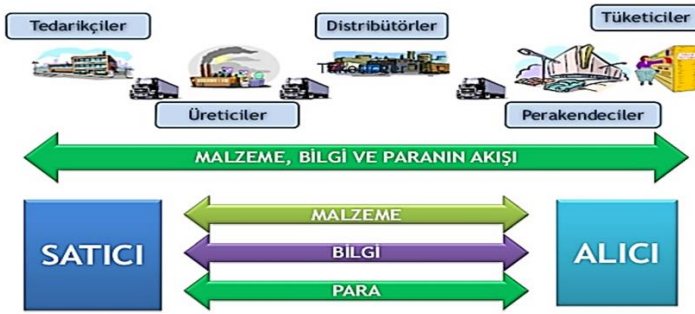 Tedarikçiler
Distribütörler
Tüketiciler
Üreticiler
Perakendeciler
MALZEME, BİLGİ VE PARANIN AKIŞI
SATICI
MALZEME
BİLGİ
PARA
ALICI